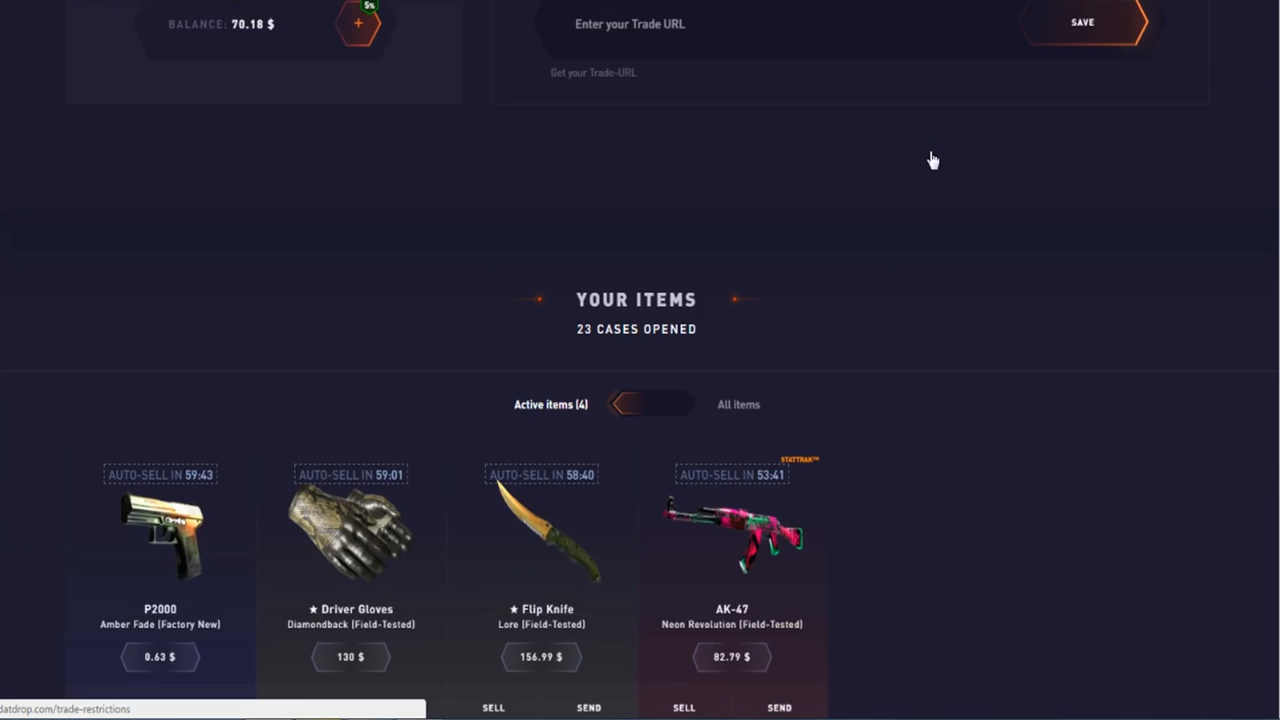 BALANCE: 70.18 $
5%
+
Enter your Trade URL
SAVE
Get your Trade-URL
YOUR ITEMS
23 CASES OPENED
Active items (4)
All items
STATTRAK™
AUTO-SELL IN 59:43
AUTO-SELL IN 59:01
AUTO-SELL IN 58:40
AUTO-SELL IN 53:41
P2000
★ Driver Gloves
★ Flip Knife
AK-47
Amber Fade (Factory New)
Diamondback (Field-Tested)
Lore (Field-Tested)
Neon Revolution (Field-Tested)
0.63 $
130 $
156.99 $
82.79 $
SELL SEND
SELL SEND
datdrop.com/trade-restrictions